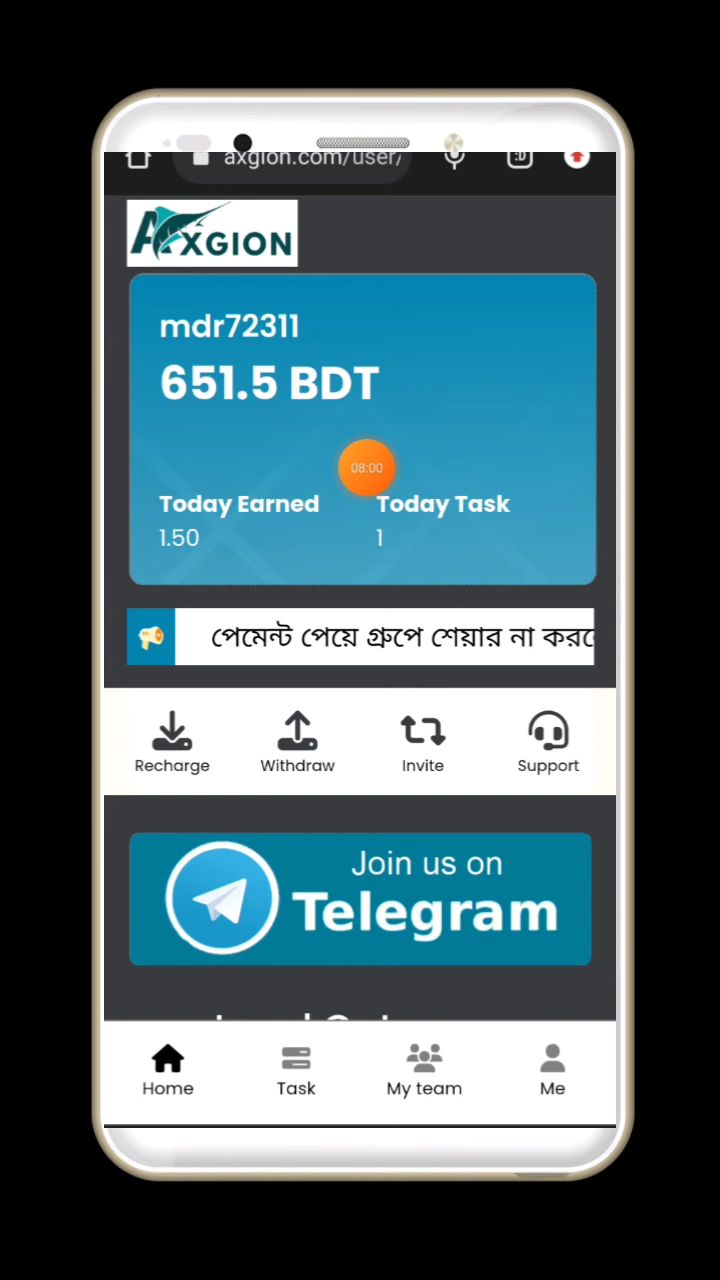 axgion.com/user/
:D
AXGION
mdr72311
651.5 BDT
08:00
Today Earned
Today Task
1.50
1
পেমেন্ট পেয়ে গ্রুপে শেয়ার না
Recharge
Withdraw
Invite
Support
Join us on
Telegram
Home
Task
My team
Me